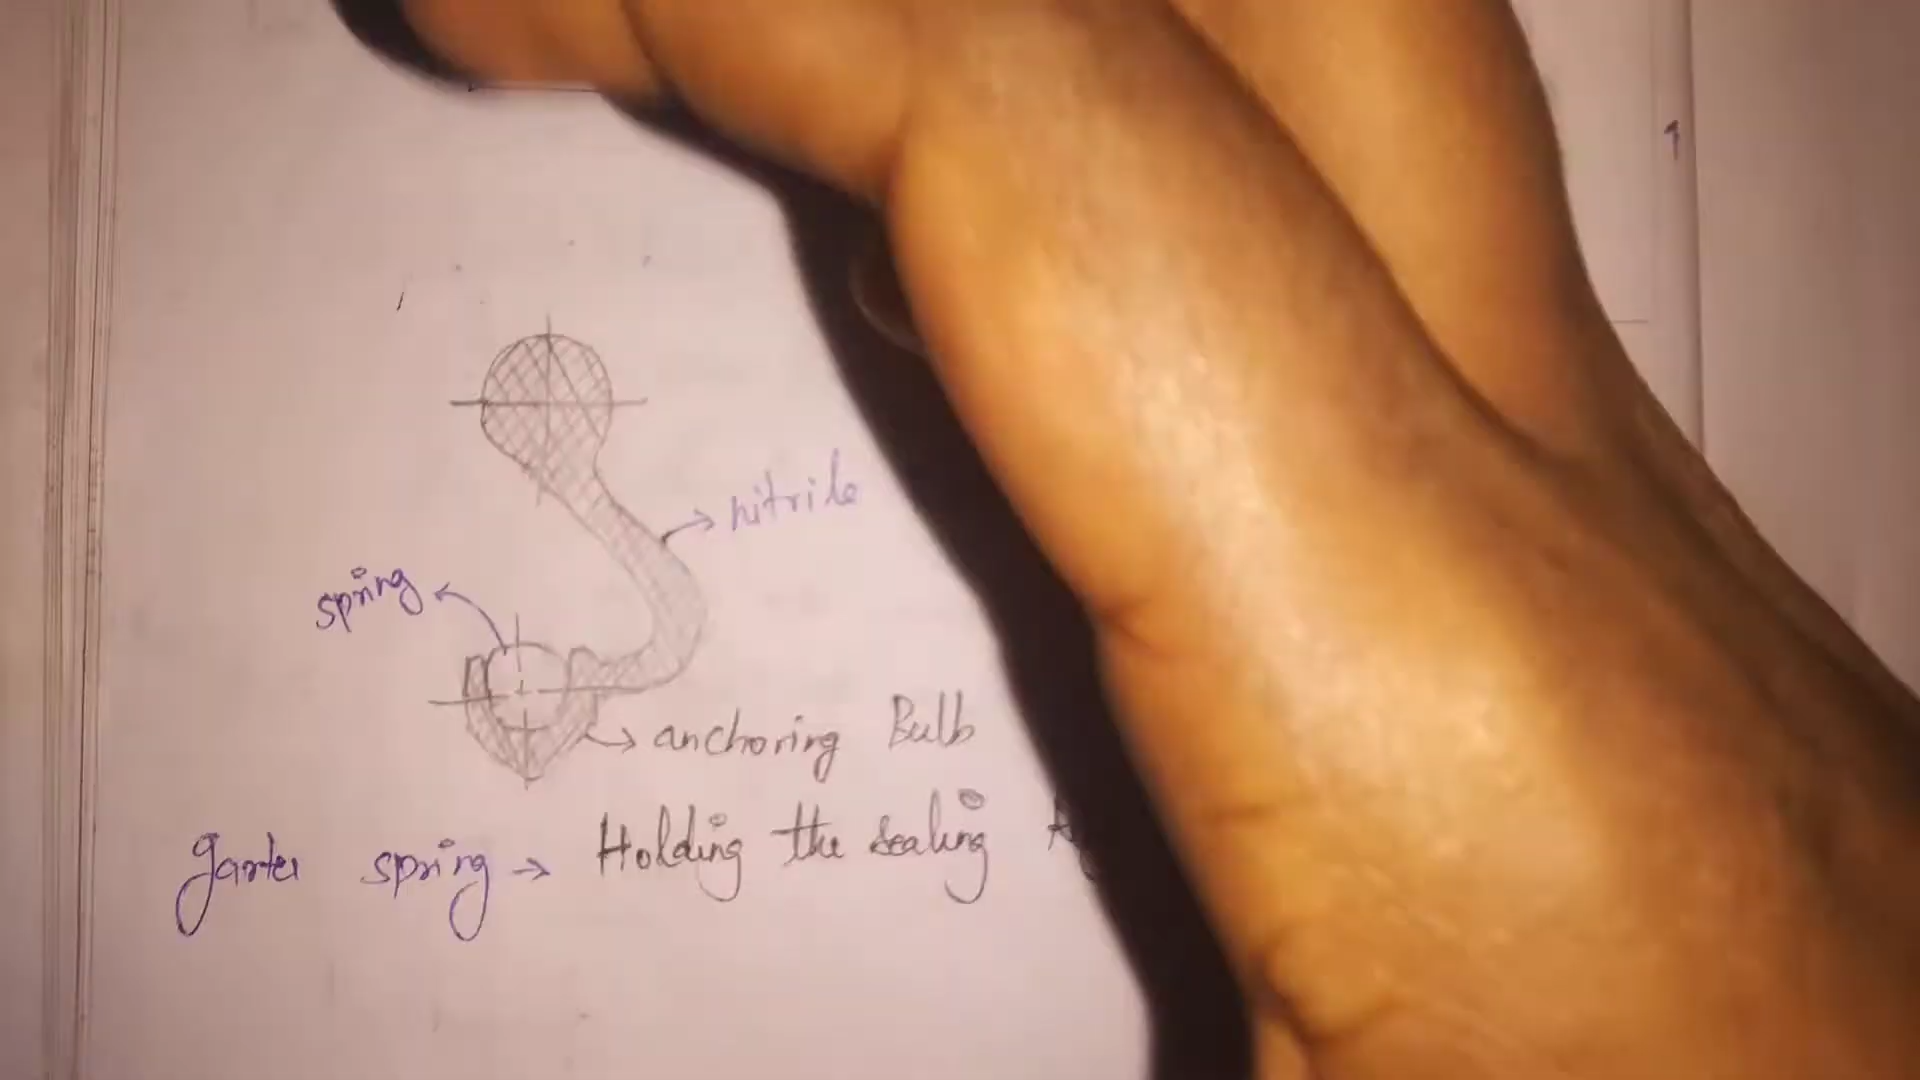 nitrile
spring
anchoring Bulb
garter spring → Holding the sealing